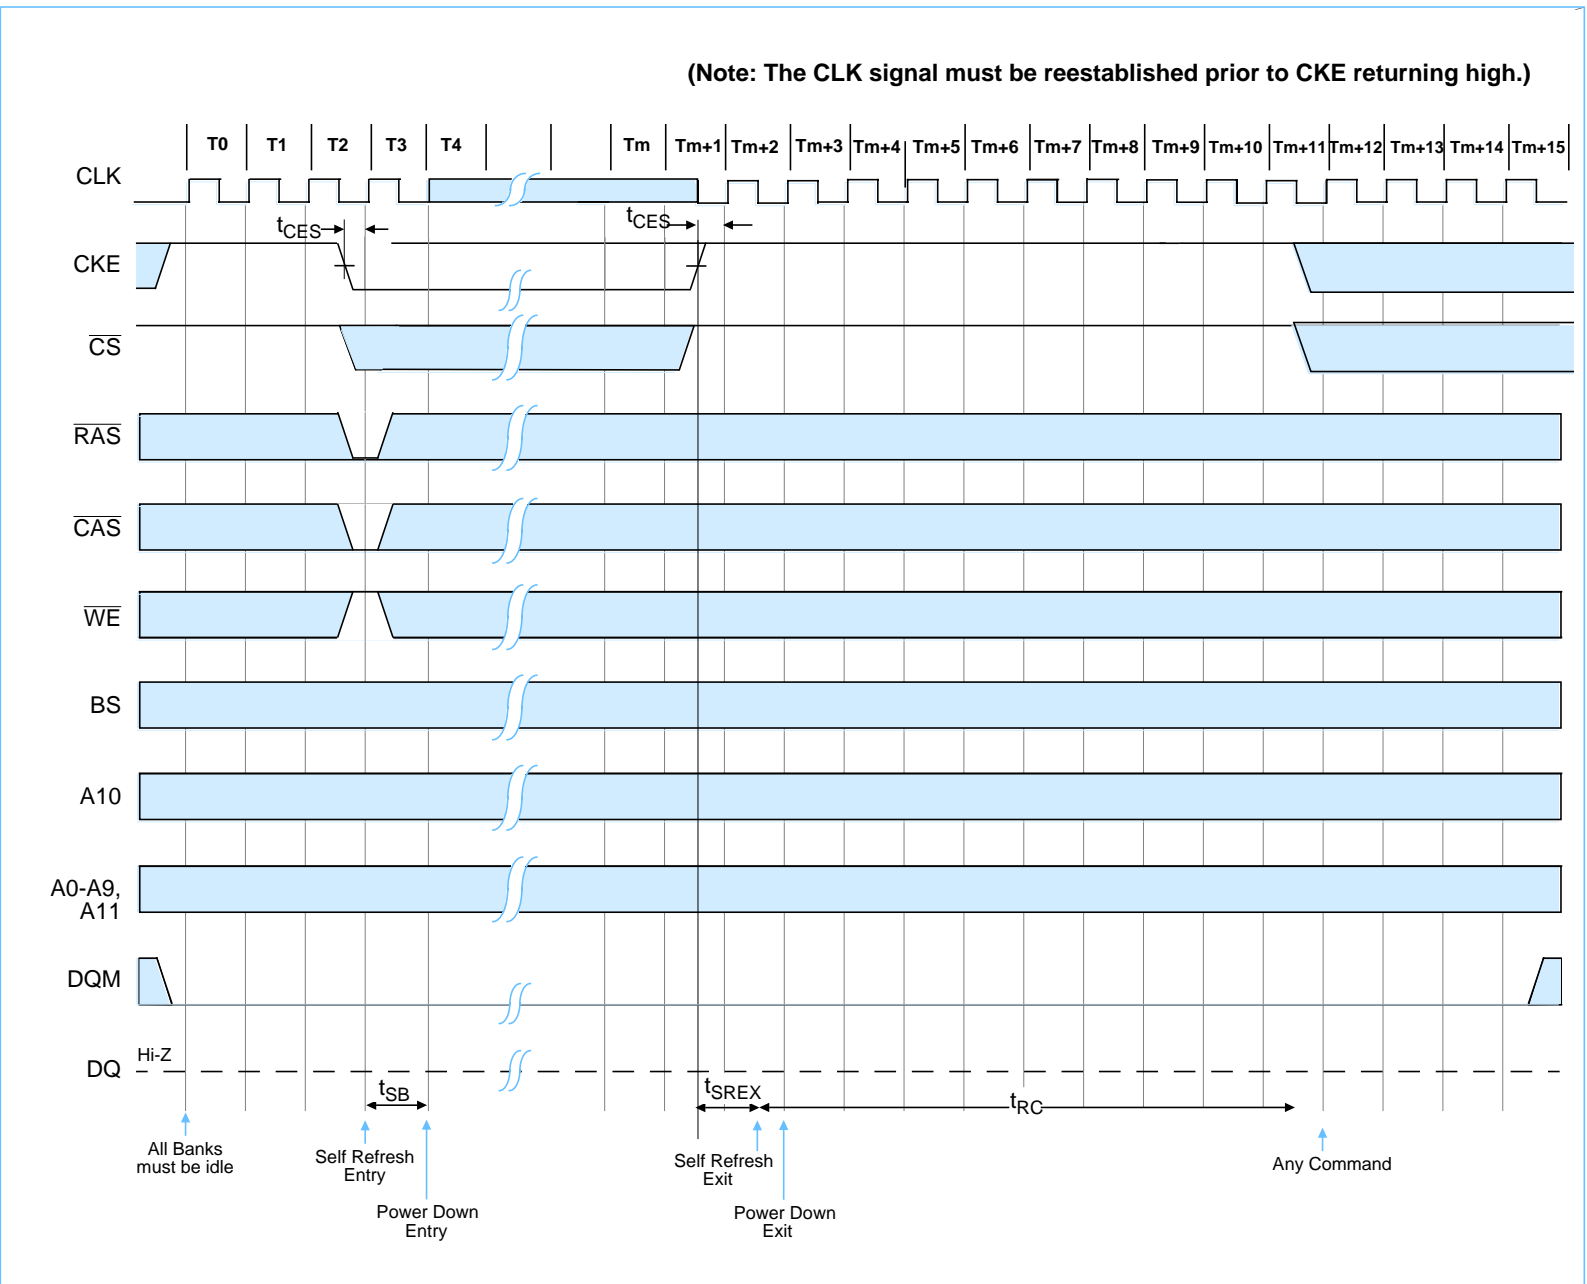 (Note: The CLK signal must be reestablished prior to CKE returning high.)
T0 T1 T2 T3 T4 Tm Tm+1 Tm+2 Tm+3 Tm+4 Tm+5 Tm+6 Tm+7 Tm+8 Tm+9 Tm+10 Tm+11 Tm+12 Tm+13 Tm+14 Tm+15
CLK
tCES tCES
CKE
CS
RAS
CAS
WE
BS
A10
A0-A9,
A11
DQM
Hi-Z
DQ
tSB tSREX tRC
All Banks
must be idle
Self Refresh
Entry
Power Down
Entry
Self Refresh
Exit
Power Down
Exit
Any Command